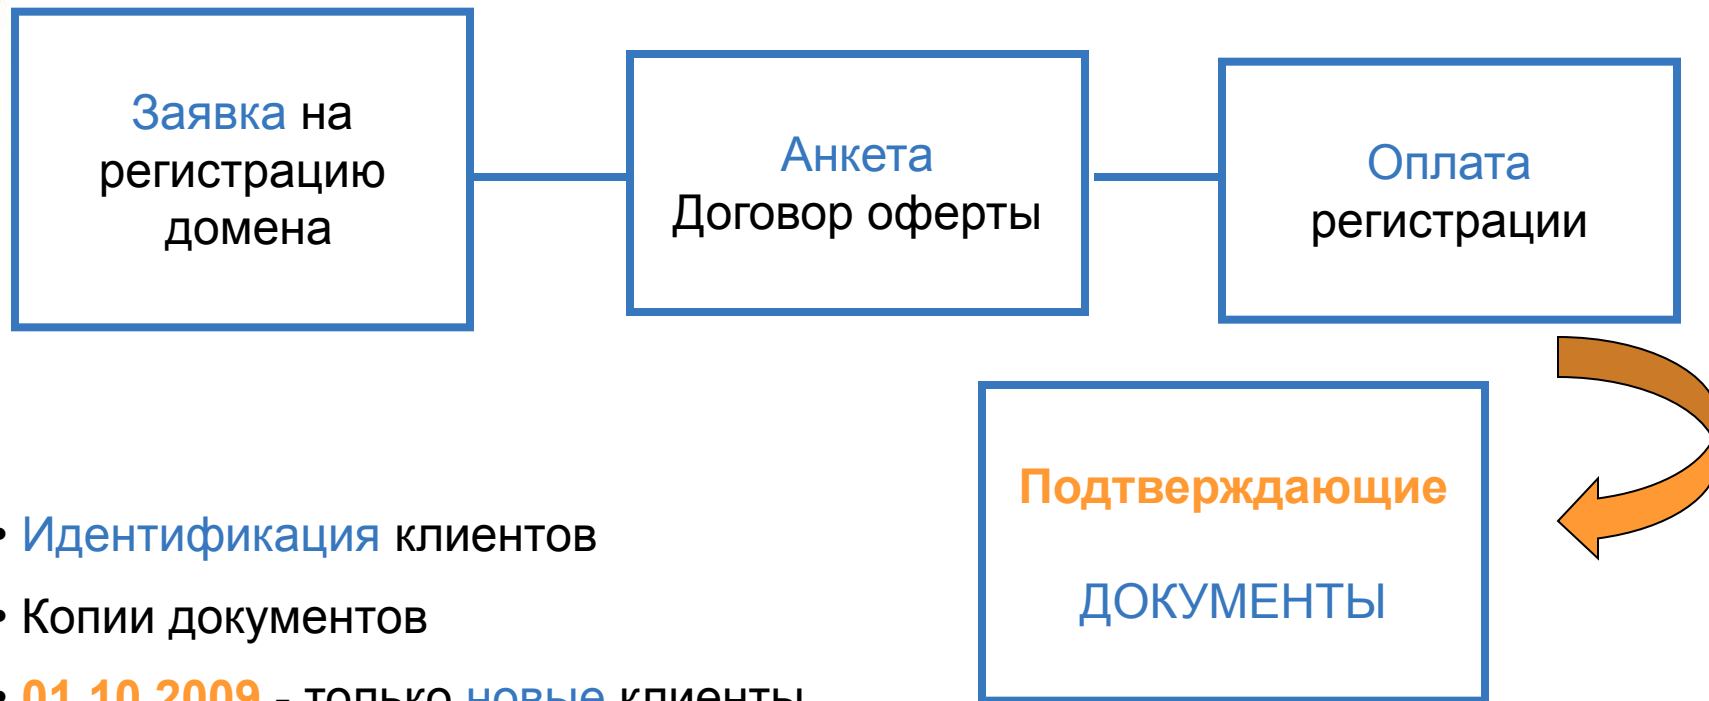 Заявка на
регистрацию
домена
Анкета
Договор оферты
Оплата
регистрации
Подтверждающие
ДОКУМЕНТЫ
• Идентификация клиентов
• Копии документов
• 01.10.2009 - только новые клиенты